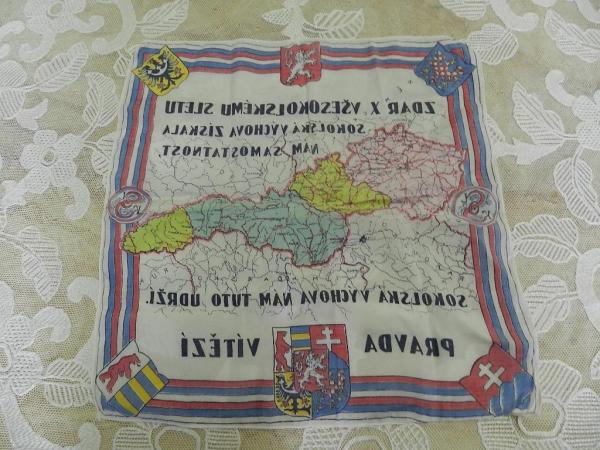 ZDAR X. VŠESOKOLSKÉMU SLETU
SOKOLSKÁ VÝCHOVA ZÍSKALA
NÁM SAMOSTATNOST.
SOKOLSKÁ VÝCHOVA NÁM TUTO UDRŽÍ.
PRAVDA VÍTĚZÍ